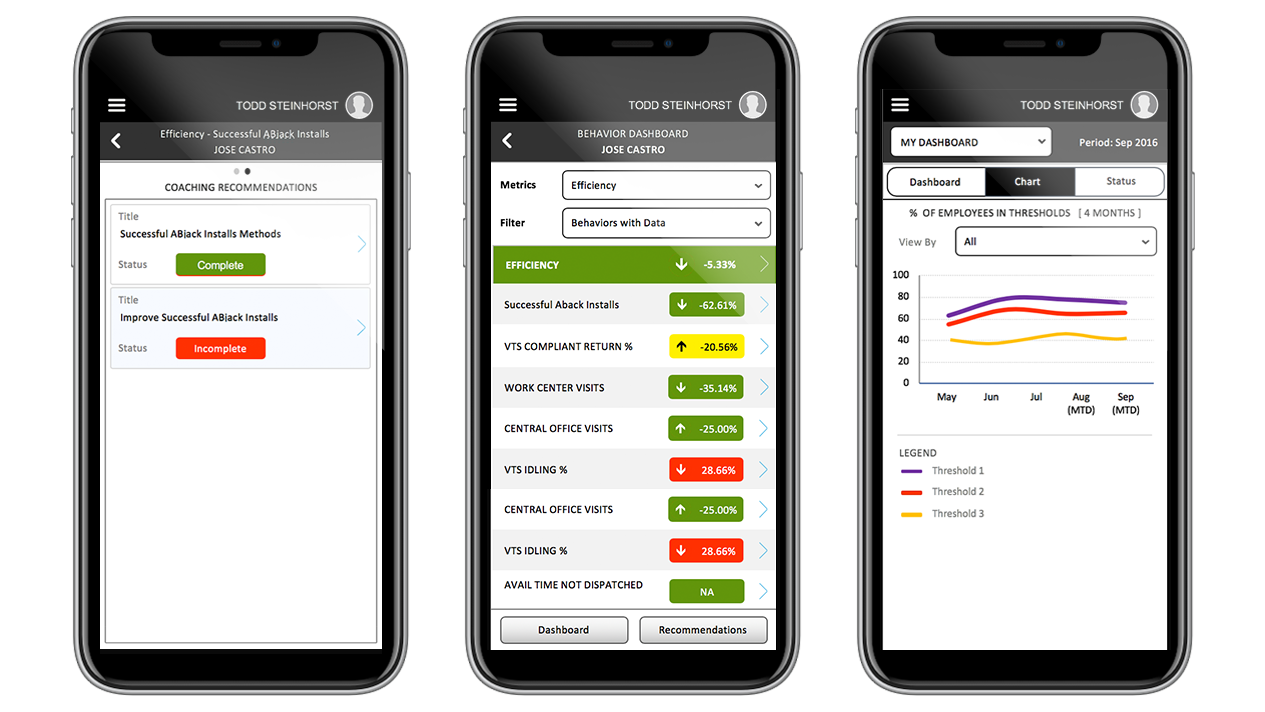 TODD STEINHORST
Efficiency - Successful ABjack Installs
JOSE CASTRO
COACHING RECOMMENDATIONS
Title
Successful ABjack Installs Methods
Status Complete
Title
Improve Successful ABjack Installs
Status Incomplete
TODD STEINHORST
BEHAVIOR DASHBOARD
JOSE CASTRO
Metrics Efficiency
Filter Behaviors with Data
EFFICIENCY -5.33%
Successful Aback Installs -62.61%
VTS COMPLIANT RETURN % -20.56%
WORK CENTER VISITS -35.14%
CENTRAL OFFICE VISITS -25.00%
VTS IDLING % 28.66%
CENTRAL OFFICE VISITS -25.00%
VTS IDLING % 28.66%
AVAIL TIME NOT DISPATCHED NA
Dashboard Recommendations
TODD STEINHORST
MY DASHBOARD Period: Sep 2016
Dashboard Chart Status
% OF EMPLOYEES IN THRESHOLDS [ 4 MONTHS ]
View By All
100
80
60
40
20
0
May Jun Jul Aug Sep
(MTD) (MTD)
LEGEND
Threshold 1
Threshold 2
Threshold 3